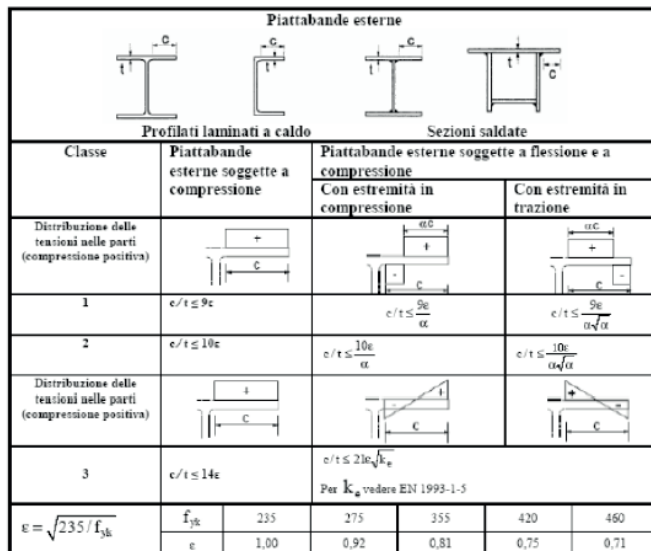 Piattabande esterne
c c c
t t t t c
Profilati laminati a caldo Sezioni saldate
Classe Piattabande esterne soggette a compressione Piattabande esterne soggette a flessione e a compressione
Con estremità in compressione Con estremità in trazione
Distribuzione delle tensioni nelle parti (compressione positiva) + c αc + - c αc + - c
1 c/t ≤ 9ε c/t ≤ 9ε/α c/t ≤ 9ε/α√α
2 c/t ≤ 10ε c/t ≤ 10ε/α c/t ≤ 10ε/α√α
Distribuzione delle tensioni nelle parti (compressione positiva) + c - + c + - c
3 c/t ≤ 14ε c/t ≤ 21ε√kₑ
Per kₑ vedere EN 1993-1-5
ε = √235/fyk fyk 235 275 355 420 460
ε 1,00 0,92 0,81 0,75 0,71